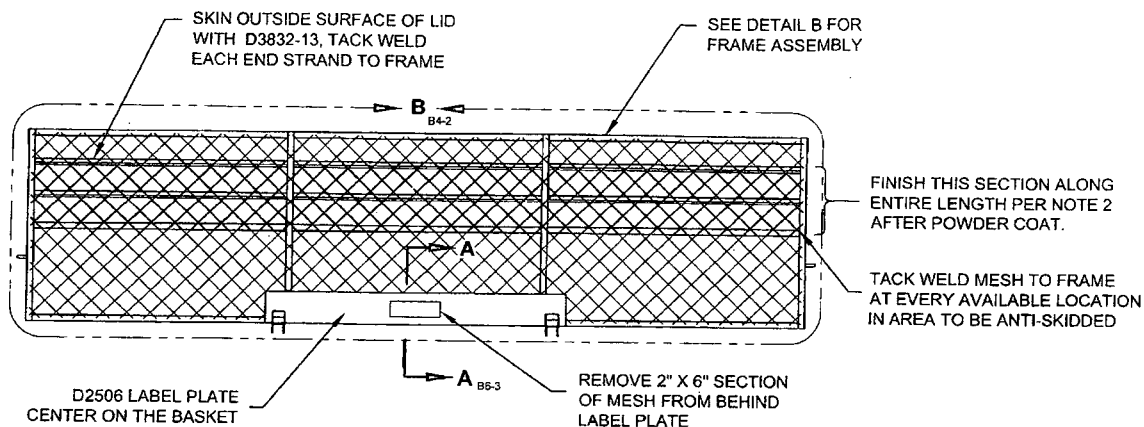 SKIN OUTSIDE SURFACE OF LID
WITH D3832-13, TACK WELD
EACH END STRAND TO FRAME
SEE DETAIL B FOR
FRAME ASSEMBLY
B
B4-2
FINISH THIS SECTION ALONG
ENTIRE LENGTH PER NOTE 2
AFTER POWDER COAT.
A
TACK WELD MESH TO FRAME
AT EVERY AVAILABLE LOCATION
IN AREA TO BE ANTI-SKIDDED
A
B6-3
D2506 LABEL PLATE
CENTER ON THE BASKET
REMOVE 2" X 6" SECTION
OF MESH FROM BEHIND
LABEL PLATE